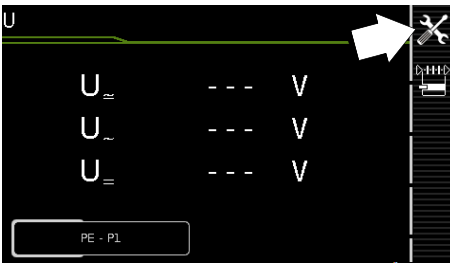 U
U≃ --- V
U~ --- V
U= --- V
PE - P1